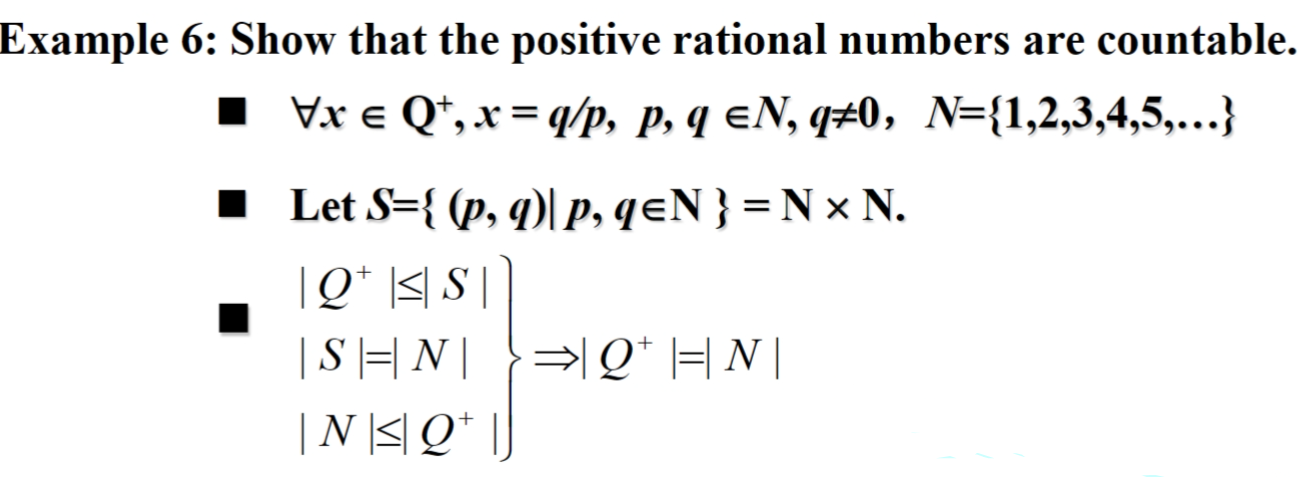 Example 6: Show that the positive rational numbers are countable.
■ ∀x ∈ Q⁺, x = q/p, p, q ∈N, q≠0, N={1,2,3,4,5,…}
■ Let S={ (p, q)| p, q∈N } = N × N.
■ | Q⁺ |≤| S |
| S |=| N | } ⇒| Q⁺ |=| N |
| N |≤| Q⁺ |